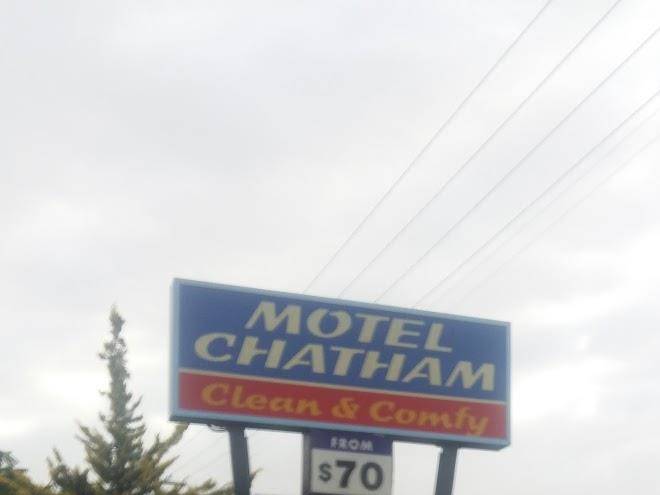 MOTEL
CHATHAM
Clean & Comfy
FROM
$70